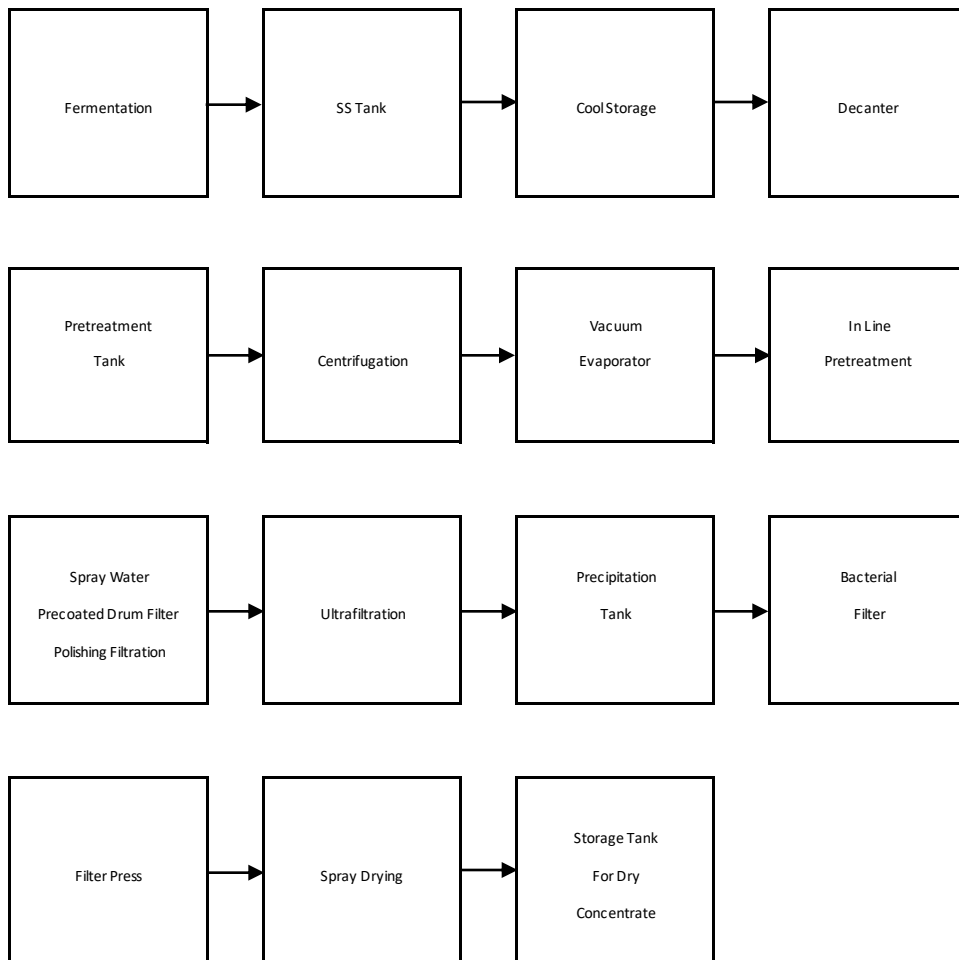 Fermentation
SS Tank
Cool Storage
Decanter
Pretreatment
Tank
Centrifugation
Vacuum
Evaporator
In Line
Pretreatment
Spray Water
Precoated Drum Filter
Polishing Filtration
Ultrafiltration
Precipitation
Tank
Bacterial
Filter
Filter Press
Spray Drying
Storage Tank
For Dry
Concentrate